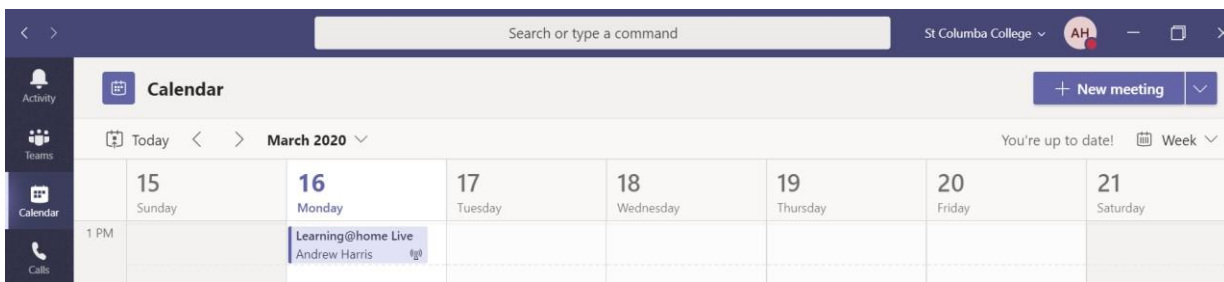 Search or type a command
St Columba College
AH
Activity
Calendar
+ New meeting
Teams
Today
March 2020
You're up to date!
Week
Calendar
15
Sunday
16
Monday
17
Tuesday
18
Wednesday
19
Thursday
20
Friday
21
Saturday
Calls
1 PM
Learning@home Live
Andrew Harris